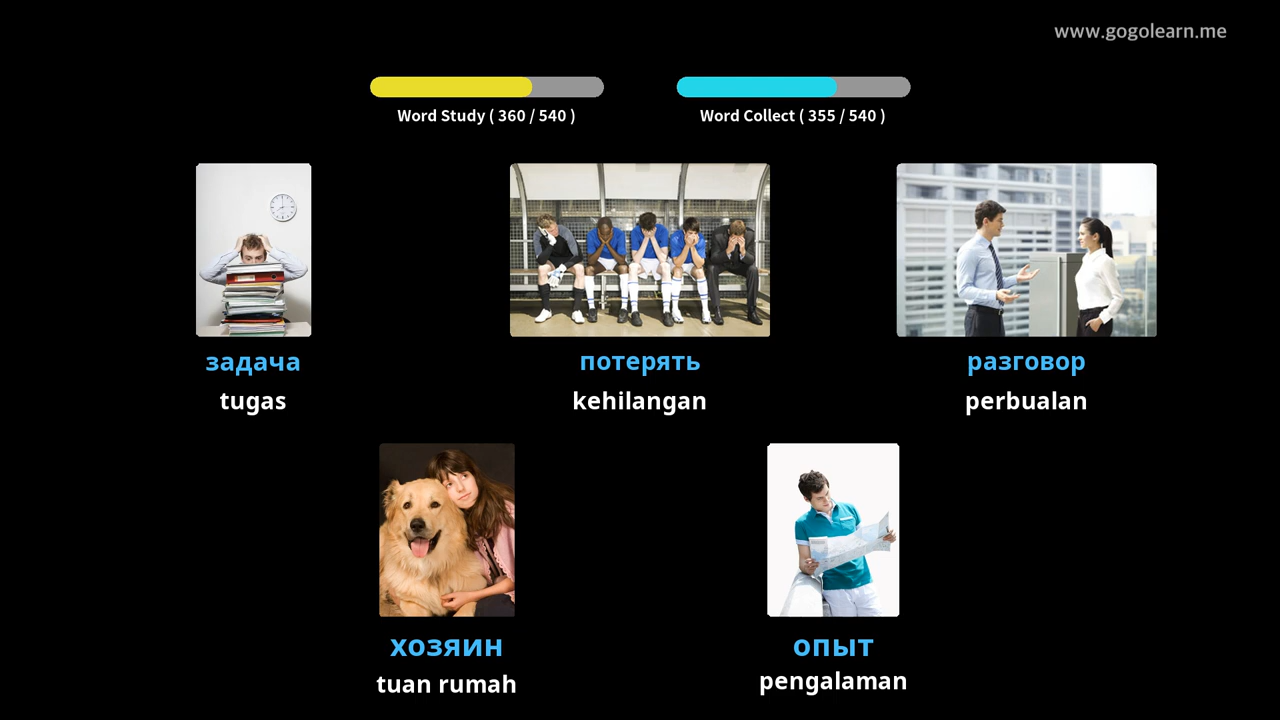 www.gogolearn.me
Word Study ( 360 / 540 )
Word Collect ( 355 / 540 )
задача
tugas
потерять
kehilangan
разговор
perbualan
хозяин
tuan rumah
опыт
pengalaman